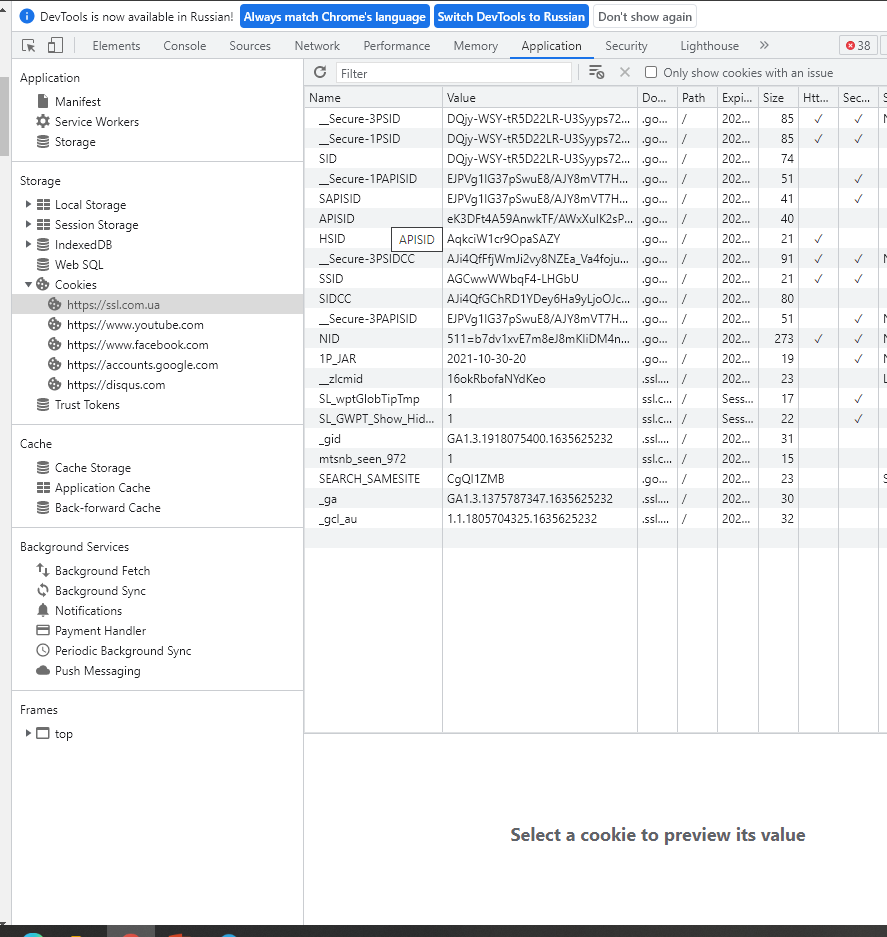 DevTools is now available in Russian! Always match Chrome's language Switch DevTools to Russian Don't show again
Elements Console Sources Network Performance Memory Application Security Lighthouse » 38
Application
Manifest
Service Workers
Storage
Storage
Local Storage
Session Storage
IndexedDB
Web SQL
Cookies
https://ssl.com.ua
https://www.youtube.com
https://www.facebook.com
https://accounts.google.com
https://disqus.com
Trust Tokens
Cache
Cache Storage
Application Cache
Back-forward Cache
Background Services
Background Fetch
Background Sync
Notifications
Payment Handler
Periodic Background Sync
Push Messaging
Frames
top
Filter Only show cookies with an issue
Name Value Do... Path Expi... Size Htt... Sec... S
__Secure-3PSID DQjy-WSY-tR5D22LR-U3Syyps72... .go... / 202... 85 ✓ ✓ N
__Secure-1PSID DQjy-WSY-tR5D22LR-U3Syyps72... .go... / 202... 85 ✓ ✓
SID DQjy-WSY-tR5D22LR-U3Syyps72... .go... / 202... 74
__Secure-1PAPISID EJPVg1IG37pSwuE8/AJY8mVT7H... .go... / 202... 51 ✓
SAPISID EJPVg1IG37pSwuE8/AJY8mVT7H... .go... / 202... 41 ✓
APISID eK3DFt4A59AnwkTF/AWxXulK2sP... .go... / 202... 40
HSID APISID AqkciW1cr9OpaSAZY .go... / 202... 21 ✓
__Secure-3PSIDCC AJi4QfFfjWmJi2vy8NZEa_Va4foju... .go... / 202... 91 ✓ ✓ N
SSID AGCwwWWbqF4-LHGbU .go... / 202... 21 ✓ ✓
SIDCC AJi4QfGChRD1YDey6Ha9yLjoOJc... .go... / 202... 80
__Secure-3PAPISID EJPVg1IG37pSwuE8/AJY8mVT7H... .go... / 202... 51 ✓ N
NID 511=b7dv1xvE7m8eJ8mKliDM4n... .go... / 202... 273 ✓ ✓ N
1P_JAR 2021-10-30-20 .go... / 202... 19 ✓ N
__zlcmid 16okRbofaNYdKeo .ssl.... / 202... 23 L
SL_wptGlobTipTmp 1 ssl.c... / Sess... 17 ✓
SL_GWPT_Show_Hid... 1 ssl.c... / Sess... 22 ✓
_gid GA1.3.1918075400.1635625232 .ssl.... / 202... 31
mtsnb_seen_972 1 ssl.c... / 202... 15
SEARCH_SAMESITE CgQI1ZMB .go... / 202... 23 S
_ga GA1.3.1375787347.1635625232 .ssl.... / 202... 30
_gcl_au 1.1.1805704325.1635625232 .ssl.... / 202... 32
Select a cookie to preview its value